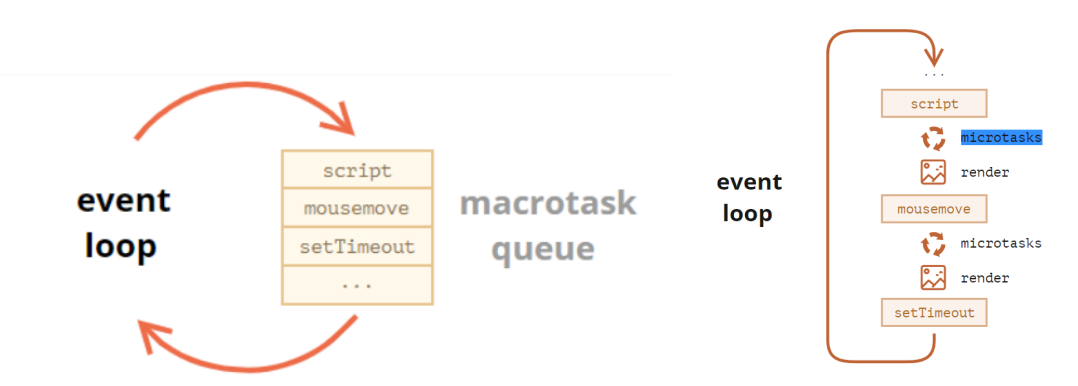 event
loop
script
mousemove
setTimeout
...
macrotask
queue
event
loop
...
script
microtasks
render
mousemove
microtasks
render
setTimeout